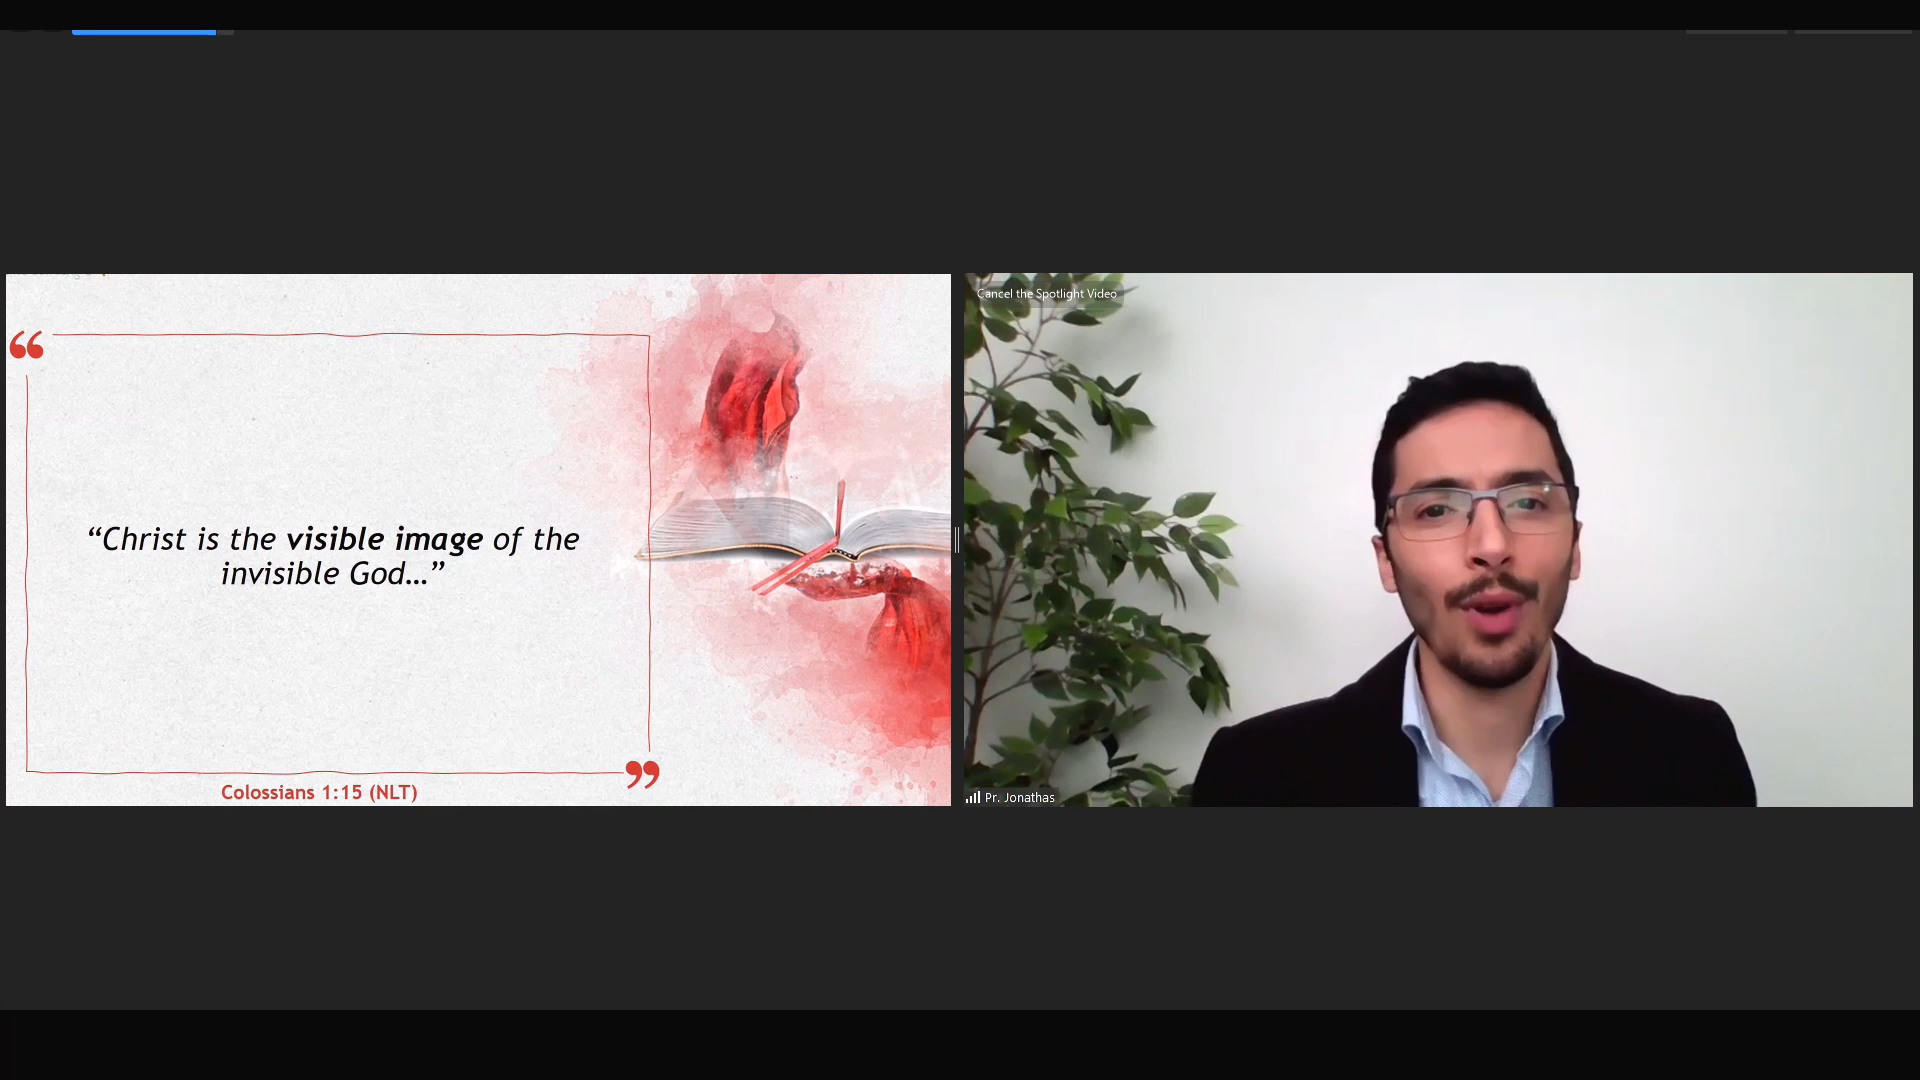 “
“Christ is the visible image of the
invisible God…”
”
Colossians 1:15 (NLT)
Cancel the Spotlight Video
Pr. Jonathas